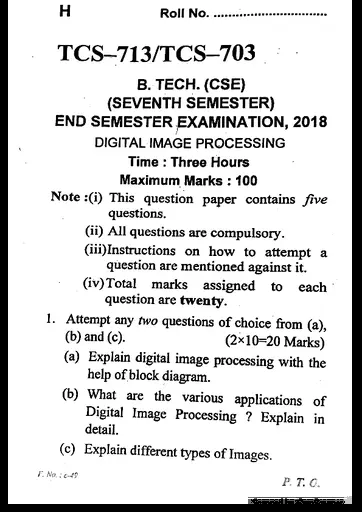 H Roll No. ................................
TCS–713/TCS–703
B. TECH. (CSE)
(SEVENTH SEMESTER)
END SEMESTER EXAMINATION, 2018
DIGITAL IMAGE PROCESSING
Time : Three Hours
Maximum Marks : 100
Note :(i) This question paper contains five
questions.
(ii) All questions are compulsory.
(iii)Instructions on how to attempt a
question are mentioned against it.
(iv)Total marks assigned to each
question are twenty.
1. Attempt any two questions of choice from (a),
(b) and (c). (2×10=20 Marks)
(a) Explain digital image processing with the
help of block diagram.
(b) What are the various applications of
Digital Image Processing ? Explain in
detail.
(c) Explain different types of Images.
F. No. : c-49
P. T. O.